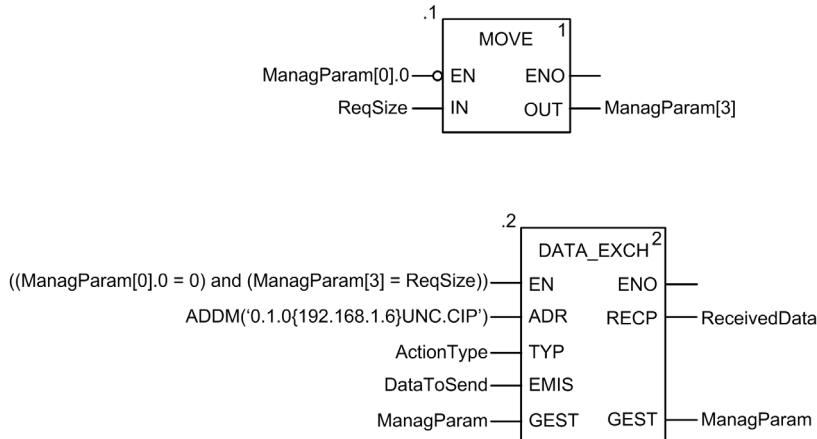 .1
MOVE 1
ManagParam[0].0 EN ENO
ReqSize IN OUT ManagParam[3]
.2
DATA_EXCH 2
((ManagParam[0].0 = 0) and (ManagParam[3] = ReqSize)) EN ENO
ADDM(‘0.1.0{192.168.1.6}UNC.CIP’) ADR RECP ReceivedData
ActionType TYP
DataToSend EMIS
ManagParam GEST GEST ManagParam